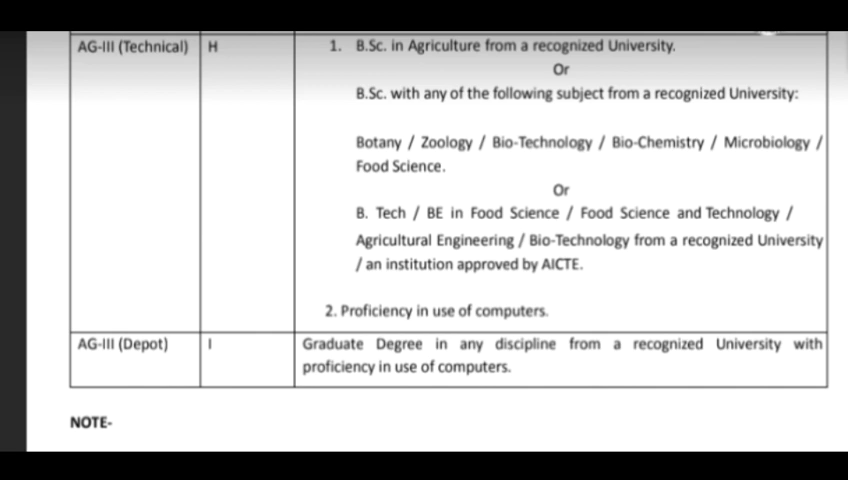 AG-III (Technical) H 1. B.Sc. in Agriculture from a recognized University.
Or
B.Sc. with any of the following subject from a recognized University:
Botany / Zoology / Bio-Technology / Bio-Chemistry / Microbiology /
Food Science.
Or
B. Tech / BE in Food Science / Food Science and Technology /
Agricultural Engineering / Bio-Technology from a recognized University
/ an institution approved by AICTE.
2. Proficiency in use of computers.
AG-III (Depot) I Graduate Degree in any discipline from a recognized University with
proficiency in use of computers.
NOTE-